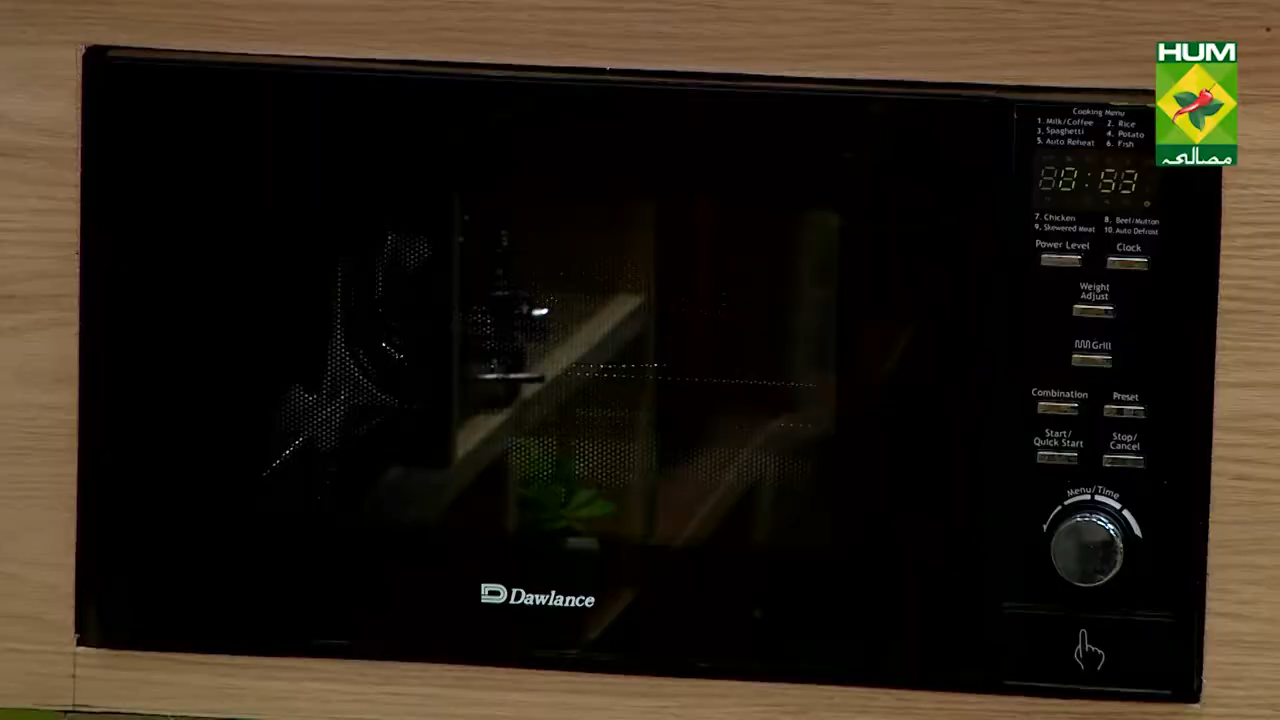 HUM
مصالحہ
Cooking Menu
1. Milk/Coffee 2. Rice
3. Spaghetti 4. Potato
5. Auto Reheat 6. Fish
7. Chicken 8. Beef/Mutton
9. Skewered Meat 10. Auto Defrost
Power Level Clock
Weight
Adjust
Grill
Combination Preset
Start/
Quick Start
Stop/
Cancel
Menu/Time
Dawlance